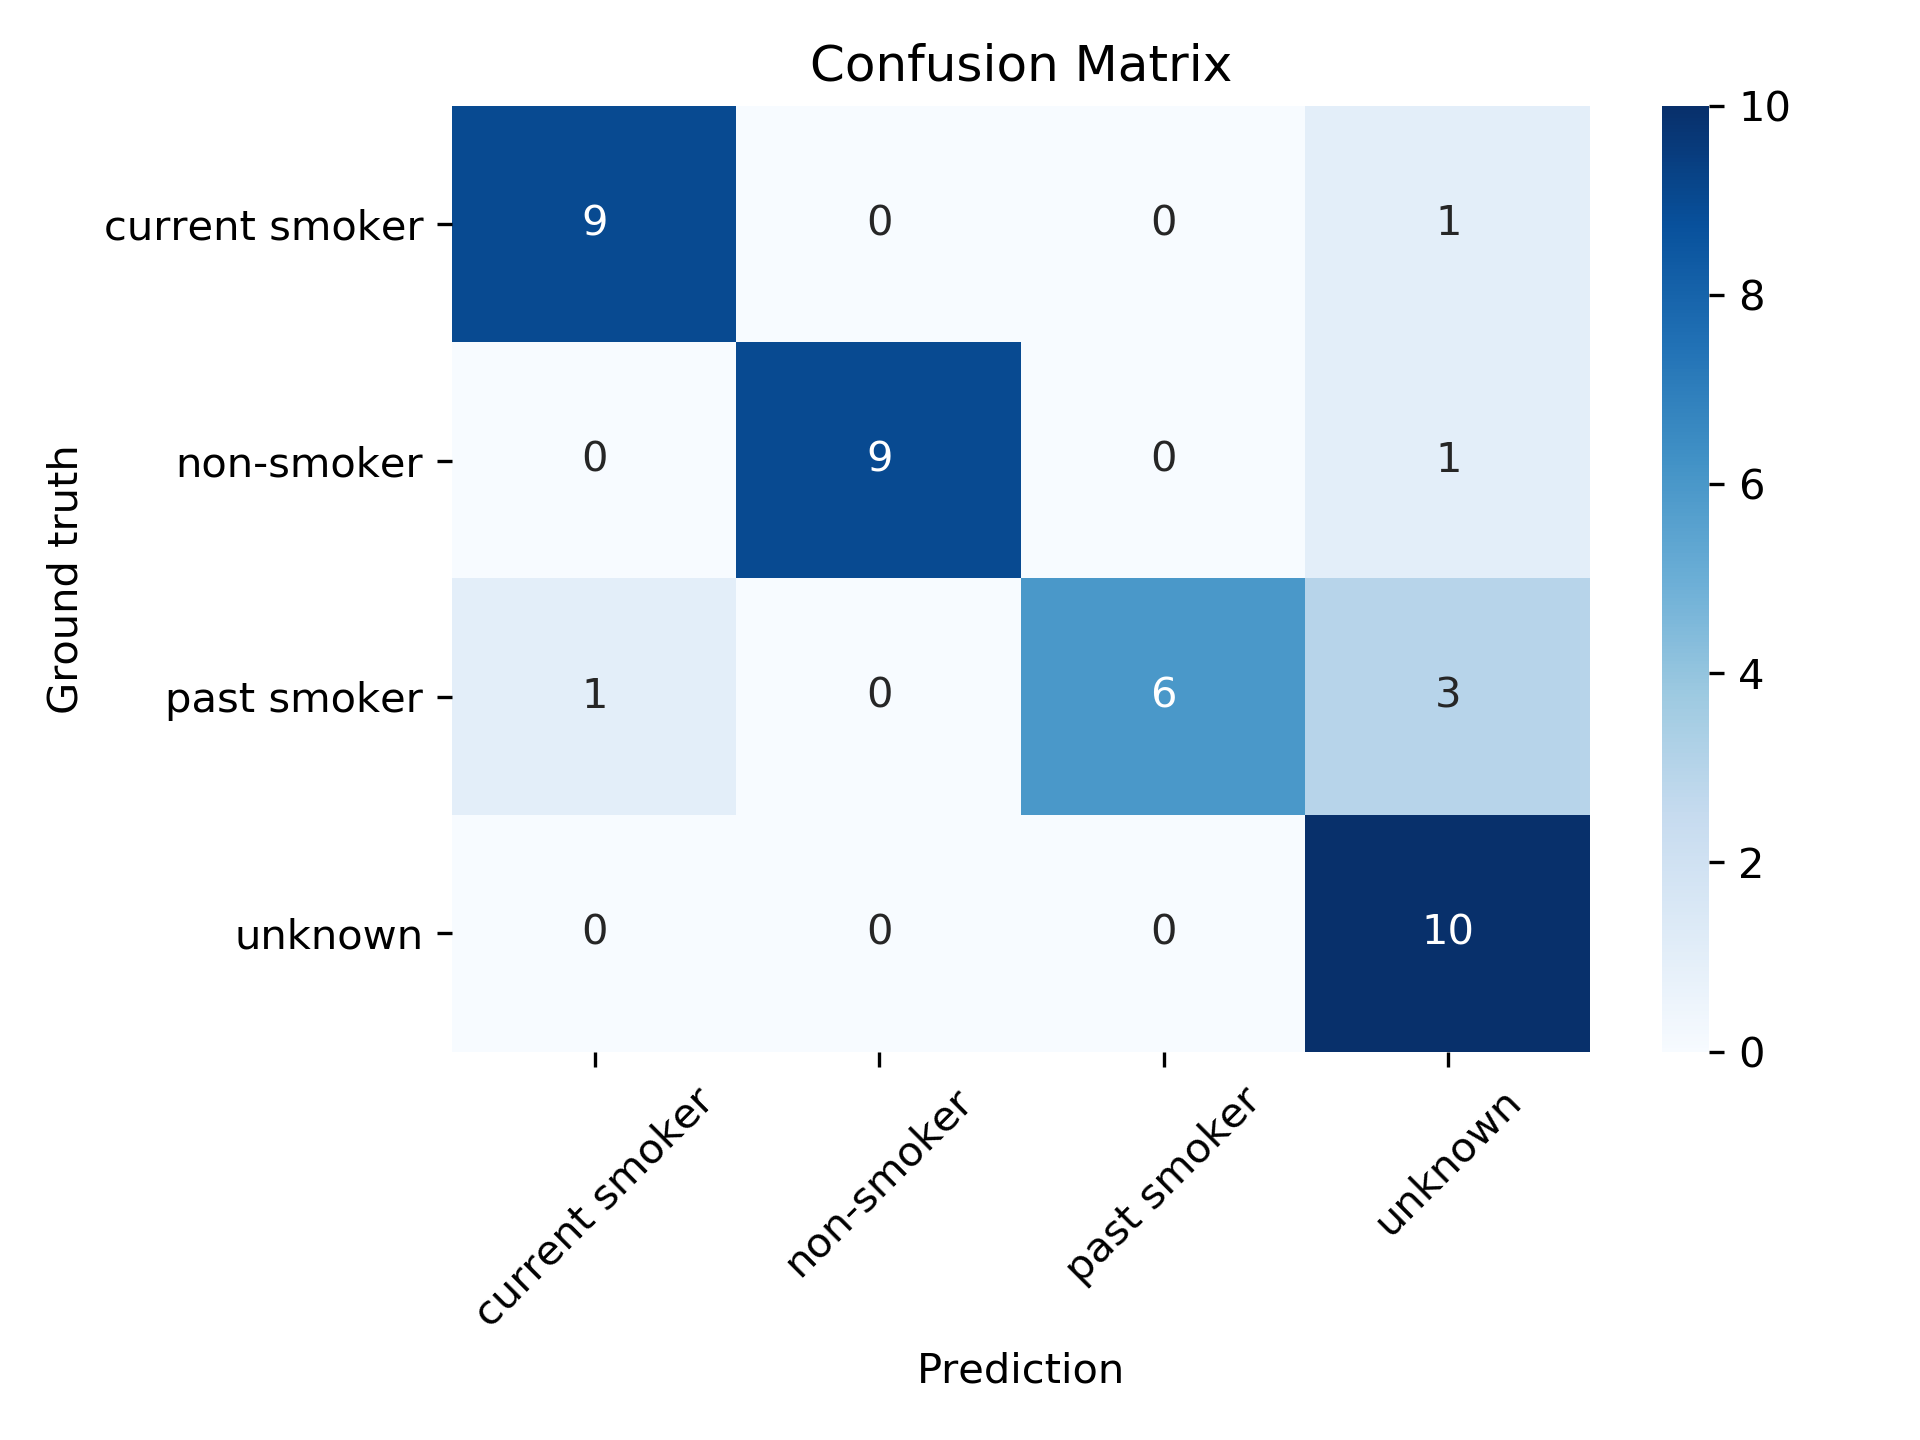 Confusion Matrix
current smoker
non-smoker
past smoker
unknown
Ground truth
9 0 0 1
0 9 0 1
1 0 6 3
0 0 0 10
current smoker
non-smoker
past smoker
unknown
Prediction
10
8
6
4
2
0